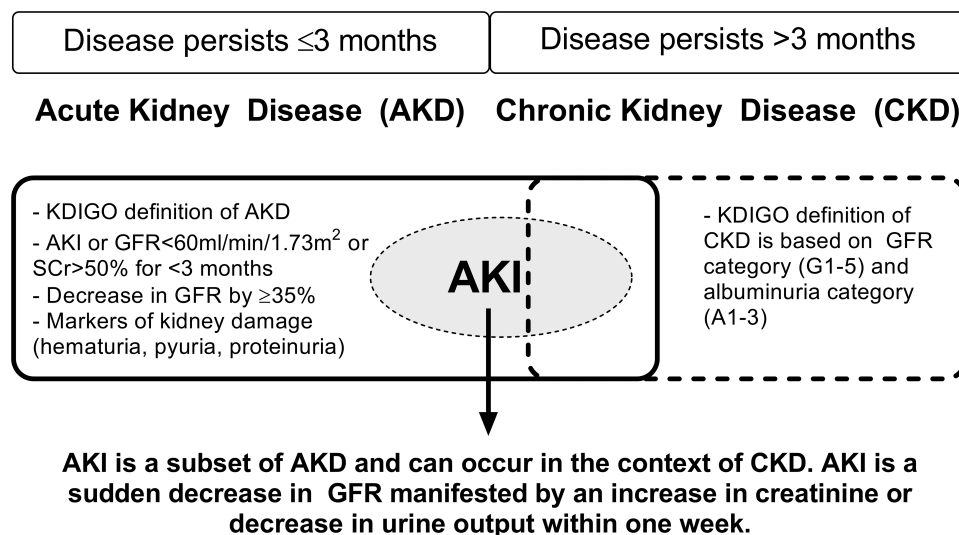 Disease persists ≤3 months
Disease persists >3 months
Acute Kidney Disease (AKD)
Chronic Kidney Disease (CKD)
- KDIGO definition of AKD
- AKI or GFR<60ml/min/1.73m² or
SCr>50% for <3 months
- Decrease in GFR by ≥35%
- Markers of kidney damage
(hematuria, pyuria, proteinuria)
AKI
- KDIGO definition of
CKD is based on GFR
category (G1-5) and
albuminuria category
(A1-3)
AKI is a subset of AKD and can occur in the context of CKD. AKI is a
sudden decrease in GFR manifested by an increase in creatinine or
decrease in urine output within one week.